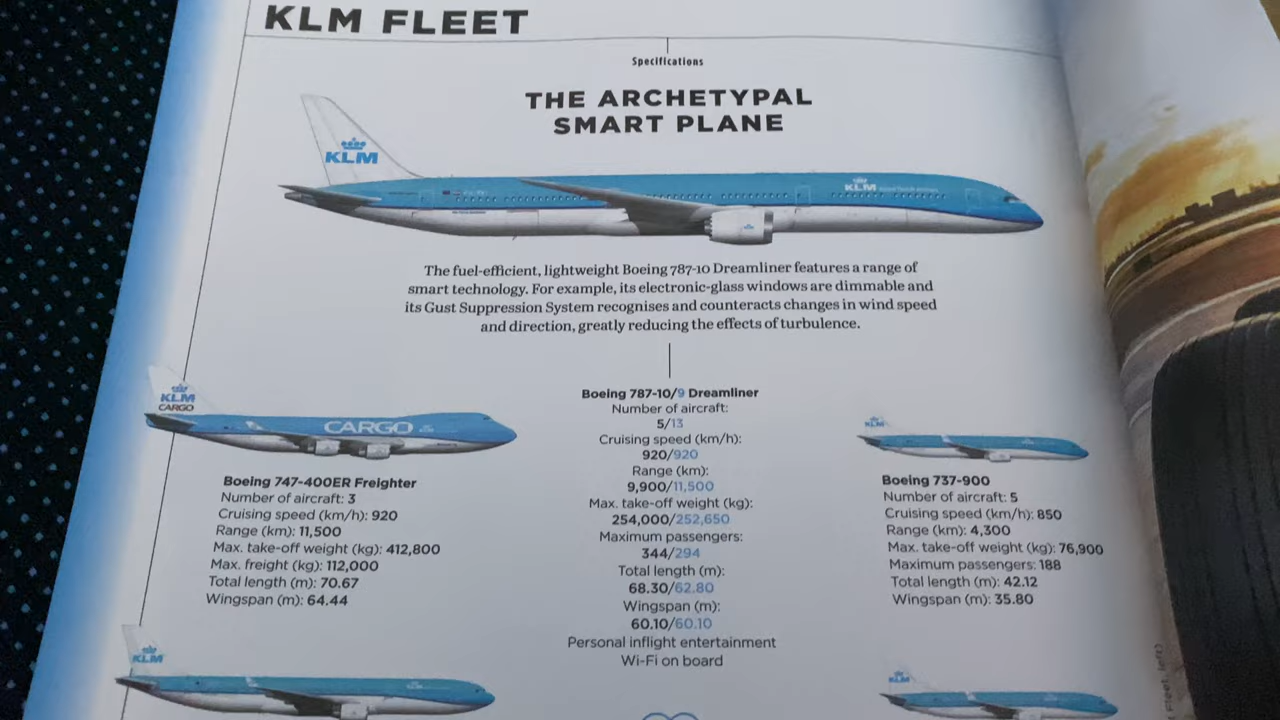 KLM FLEET
Specifications
THE ARCHETYPAL
SMART PLANE
KLM
KLM
The fuel-efficient, lightweight Boeing 787-10 Dreamliner features a range of
smart technology. For example, its electronic-glass windows are dimmable and
its Gust Suppression System recognises and counteracts changes in wind speed
and direction, greatly reducing the effects of turbulence.
KLM
CARGO
CARGO
Boeing 747-400ER Freighter
Number of aircraft: 3
Cruising speed (km/h): 920
Range (km): 11,500
Max. take-off weight (kg): 412,800
Max. freight (kg): 112,000
Total length (m): 70.67
Wingspan (m): 64.44
Boeing 787-10/9 Dreamliner
Number of aircraft:
5/13
Cruising speed (km/h):
920/920
Range (km):
9,900/11,500
Max. take-off weight (kg):
254,000/252,650
Maximum passengers:
344/294
Total length (m):
68.30/62.80
Wingspan (m):
60.10/60.10
Personal inflight entertainment
Wi-Fi on board
KLM
Boeing 737-900
Number of aircraft: 5
Cruising speed (km/h): 850
Range (km): 4,300
Max. take-off weight (kg): 76,900
Maximum passengers: 188
Total length (m): 42.12
Wingspan (m): 35.80
KLM
KLM
Fleet, left)